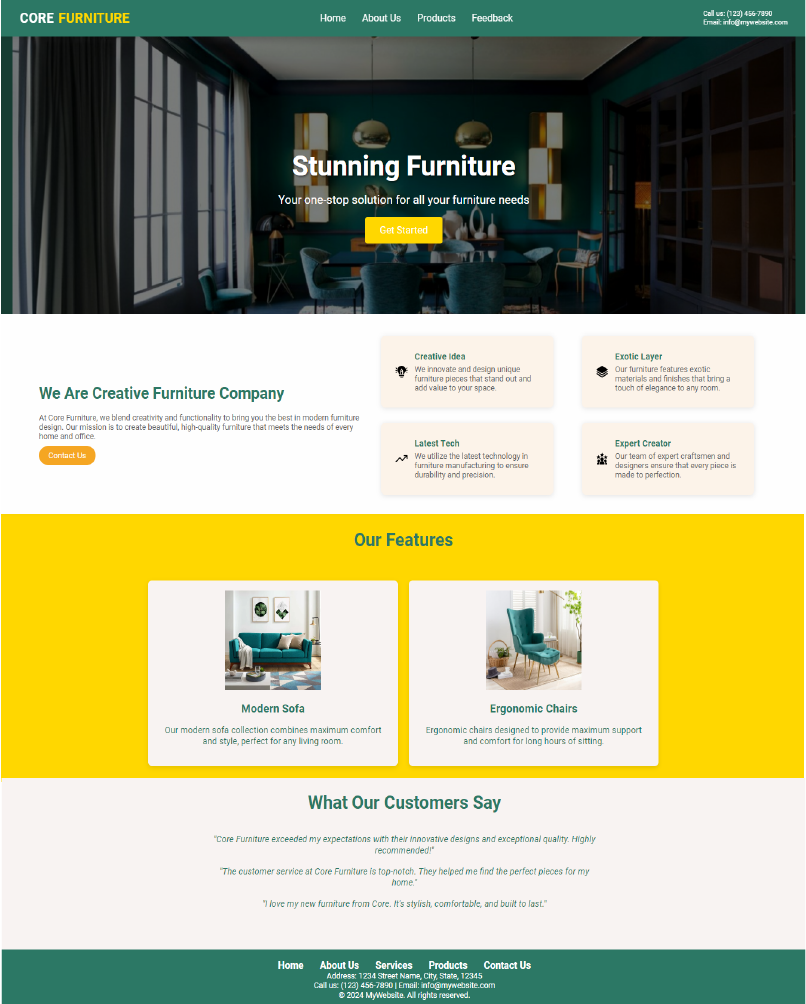 CORE FURNITURE
Home About Us Products Feedback
Call us: (123) 456-7890
Email: info@mywebsite.com
Stunning Furniture
Your one-stop solution for all your furniture needs
Get Started
We Are Creative Furniture Company
At Core Furniture, we blend creativity and functionality to bring you the best in modern furniture
design. Our mission is to create beautiful, high-quality furniture that meets the needs of every
home and office.
Contact Us
Creative Idea
We innovate and design unique
furniture pieces that stand out and
add value to your space.
Exotic Layer
Our furniture features exotic
materials and finishes that bring a
touch of elegance to any room.
Latest Tech
We utilize the latest technology in
furniture manufacturing to ensure
durability and precision.
Expert Creator
Our team of expert craftsmen and
designers ensure that every piece is
made to perfection.
Our Features
Modern Sofa
Our modern sofa collection combines maximum comfort
and style, perfect for any living room.
Ergonomic Chairs
Ergonomic chairs designed to provide maximum support
and comfort for long hours of sitting.
What Our Customers Say
"Core Furniture exceeded my expectations with their innovative designs and exceptional quality. Highly
recommended!"
"The customer service at Core Furniture is top-notch. They helped me find the perfect pieces for my
home."
"I love my new furniture from Core. It's stylish, comfortable, and built to last."
Home About Us Services Products Contact Us
Address: 1234 Street Name, City, State, 12345
Call us: (123) 456-7890 | Email: info@mywebsite.com
© 2024 MyWebsite. All rights reserved.